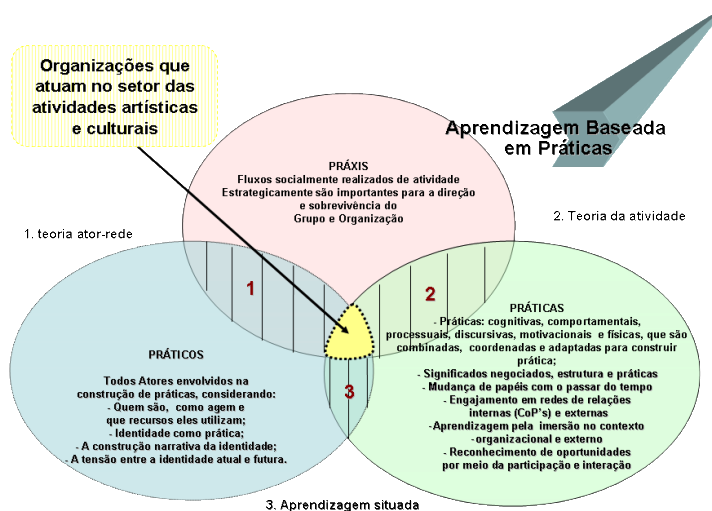 Organizações que
atuam no setor das
atividades artísticas
e culturais
Aprendizagem Baseada
em Práticas
PRÁXIS
Fluxos socialmente realizados de atividade
Estrategicamente são importantes para a direção
e sobrevivência do
Grupo e Organização
1. teoria ator-rede
2. Teoria da atividade
1
2
3
PRÁTICOS
Todos Atores envolvidos na
construção de práticas, considerando:
- Quem são, como agem e
que recursos eles utilizam;
- Identidade como prática;
- A construção narrativa da identidade;
- A tensão entre a identidade atual e futura.
PRÁTICAS
- Práticas: cognitivas, comportamentais,
processuais, discursivas, motivacionais e físicas, que são
combinadas, coordenadas e adaptadas para construir
prática;
- Significados negociados, estrutura e práticas
- Mudança de papéis com o passar do tempo
- Engajamento em redes de relações
internas (CoP's) e externas
-Aprendizagem pela imersão no contexto
-organizacional e externo
- Reconhecimento de oportunidades
por meio da participação e interação
3. Aprendizagem situada